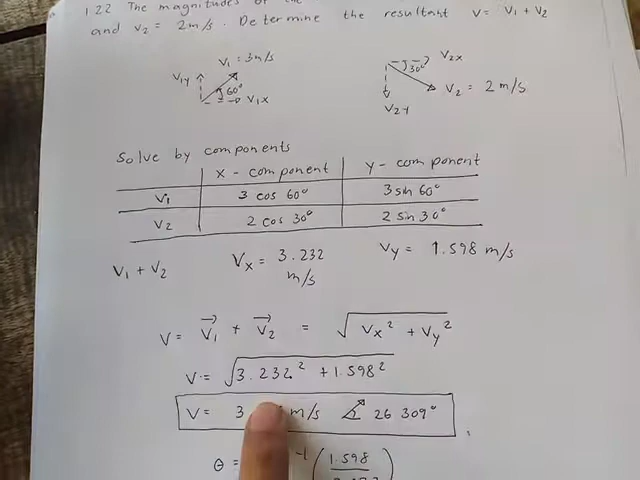 1.22 The magnitudes of the
and v₂ = 2m/s. Determine the resultant V = V₁ + V₂
V₁ = 3m/s
V₁y
60°
V₁x
30°
V₂x
V₂ = 2 m/s
V₂y
Solve by components
X - component Y - component
V₁ 3 cos 60° 3 sin 60°
V₂ 2 cos 30° 2 sin 30°
V₁ + V₂ Vx = 3.232 m/s Vy = 1.598 m/s
V = V₁ + V₂ = √Vx² + Vy²
V = √3.232² + 1.598²
V = 3 m/s 26 309°
θ = -1 (1.598